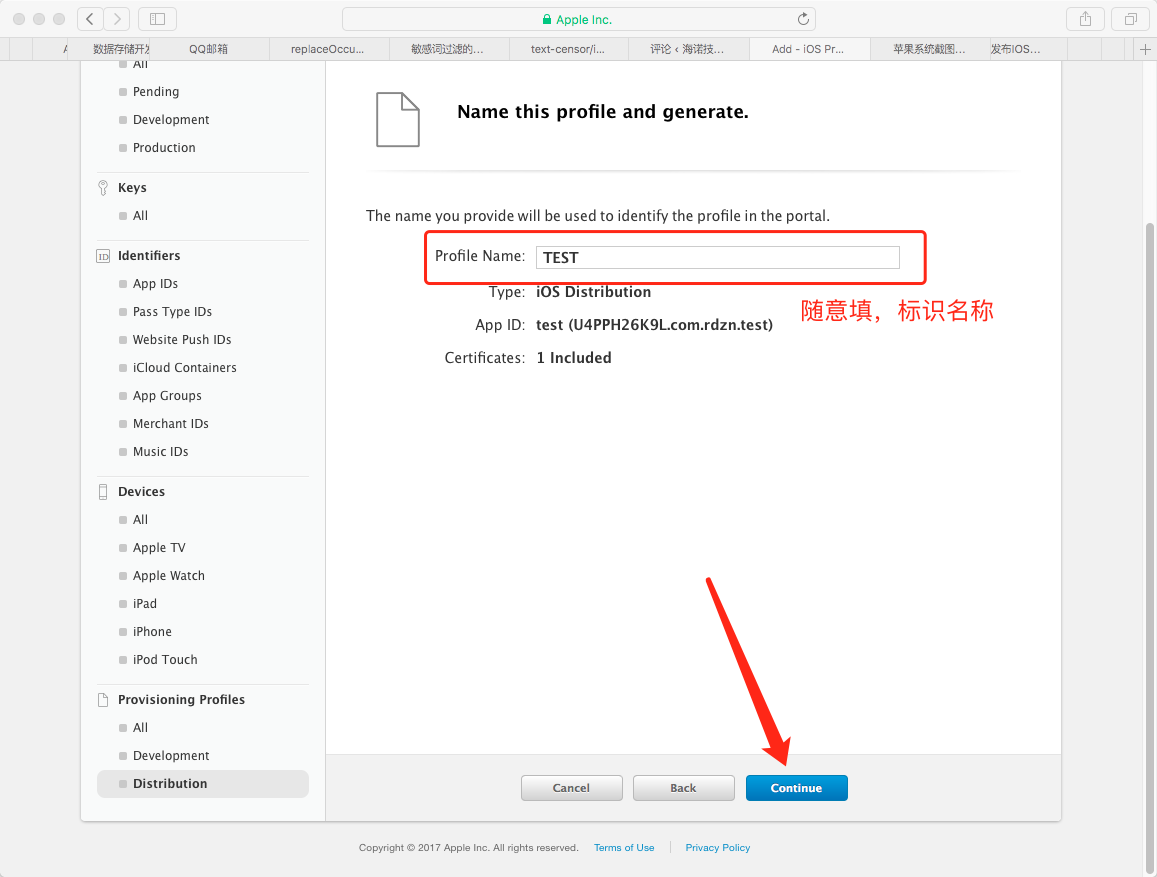 Apple Inc.
数据存储开发
QQ邮箱
replaceOccu...
敏感词过滤的...
text-censor/i...
评论 ‹ 海诺技...
Add - iOS Pr...
苹果系统截图...
发布IOS...
All
Pending
Development
Production
Keys
All
ID Identifiers
App IDs
Pass Type IDs
Website Push IDs
iCloud Containers
App Groups
Merchant IDs
Music IDs
Devices
All
Apple TV
Apple Watch
iPad
iPhone
iPod Touch
Provisioning Profiles
All
Development
Distribution
Name this profile and generate.
The name you provide will be used to identify the profile in the portal.
Profile Name: TEST
Type: iOS Distribution
随意填，标识名称
App ID: test (U4PPH26K9L.com.rdzn.test)
Certificates: 1 Included
Cancel
Back
Continue
Copyright © 2017 Apple Inc. All rights reserved. Terms of Use Privacy Policy